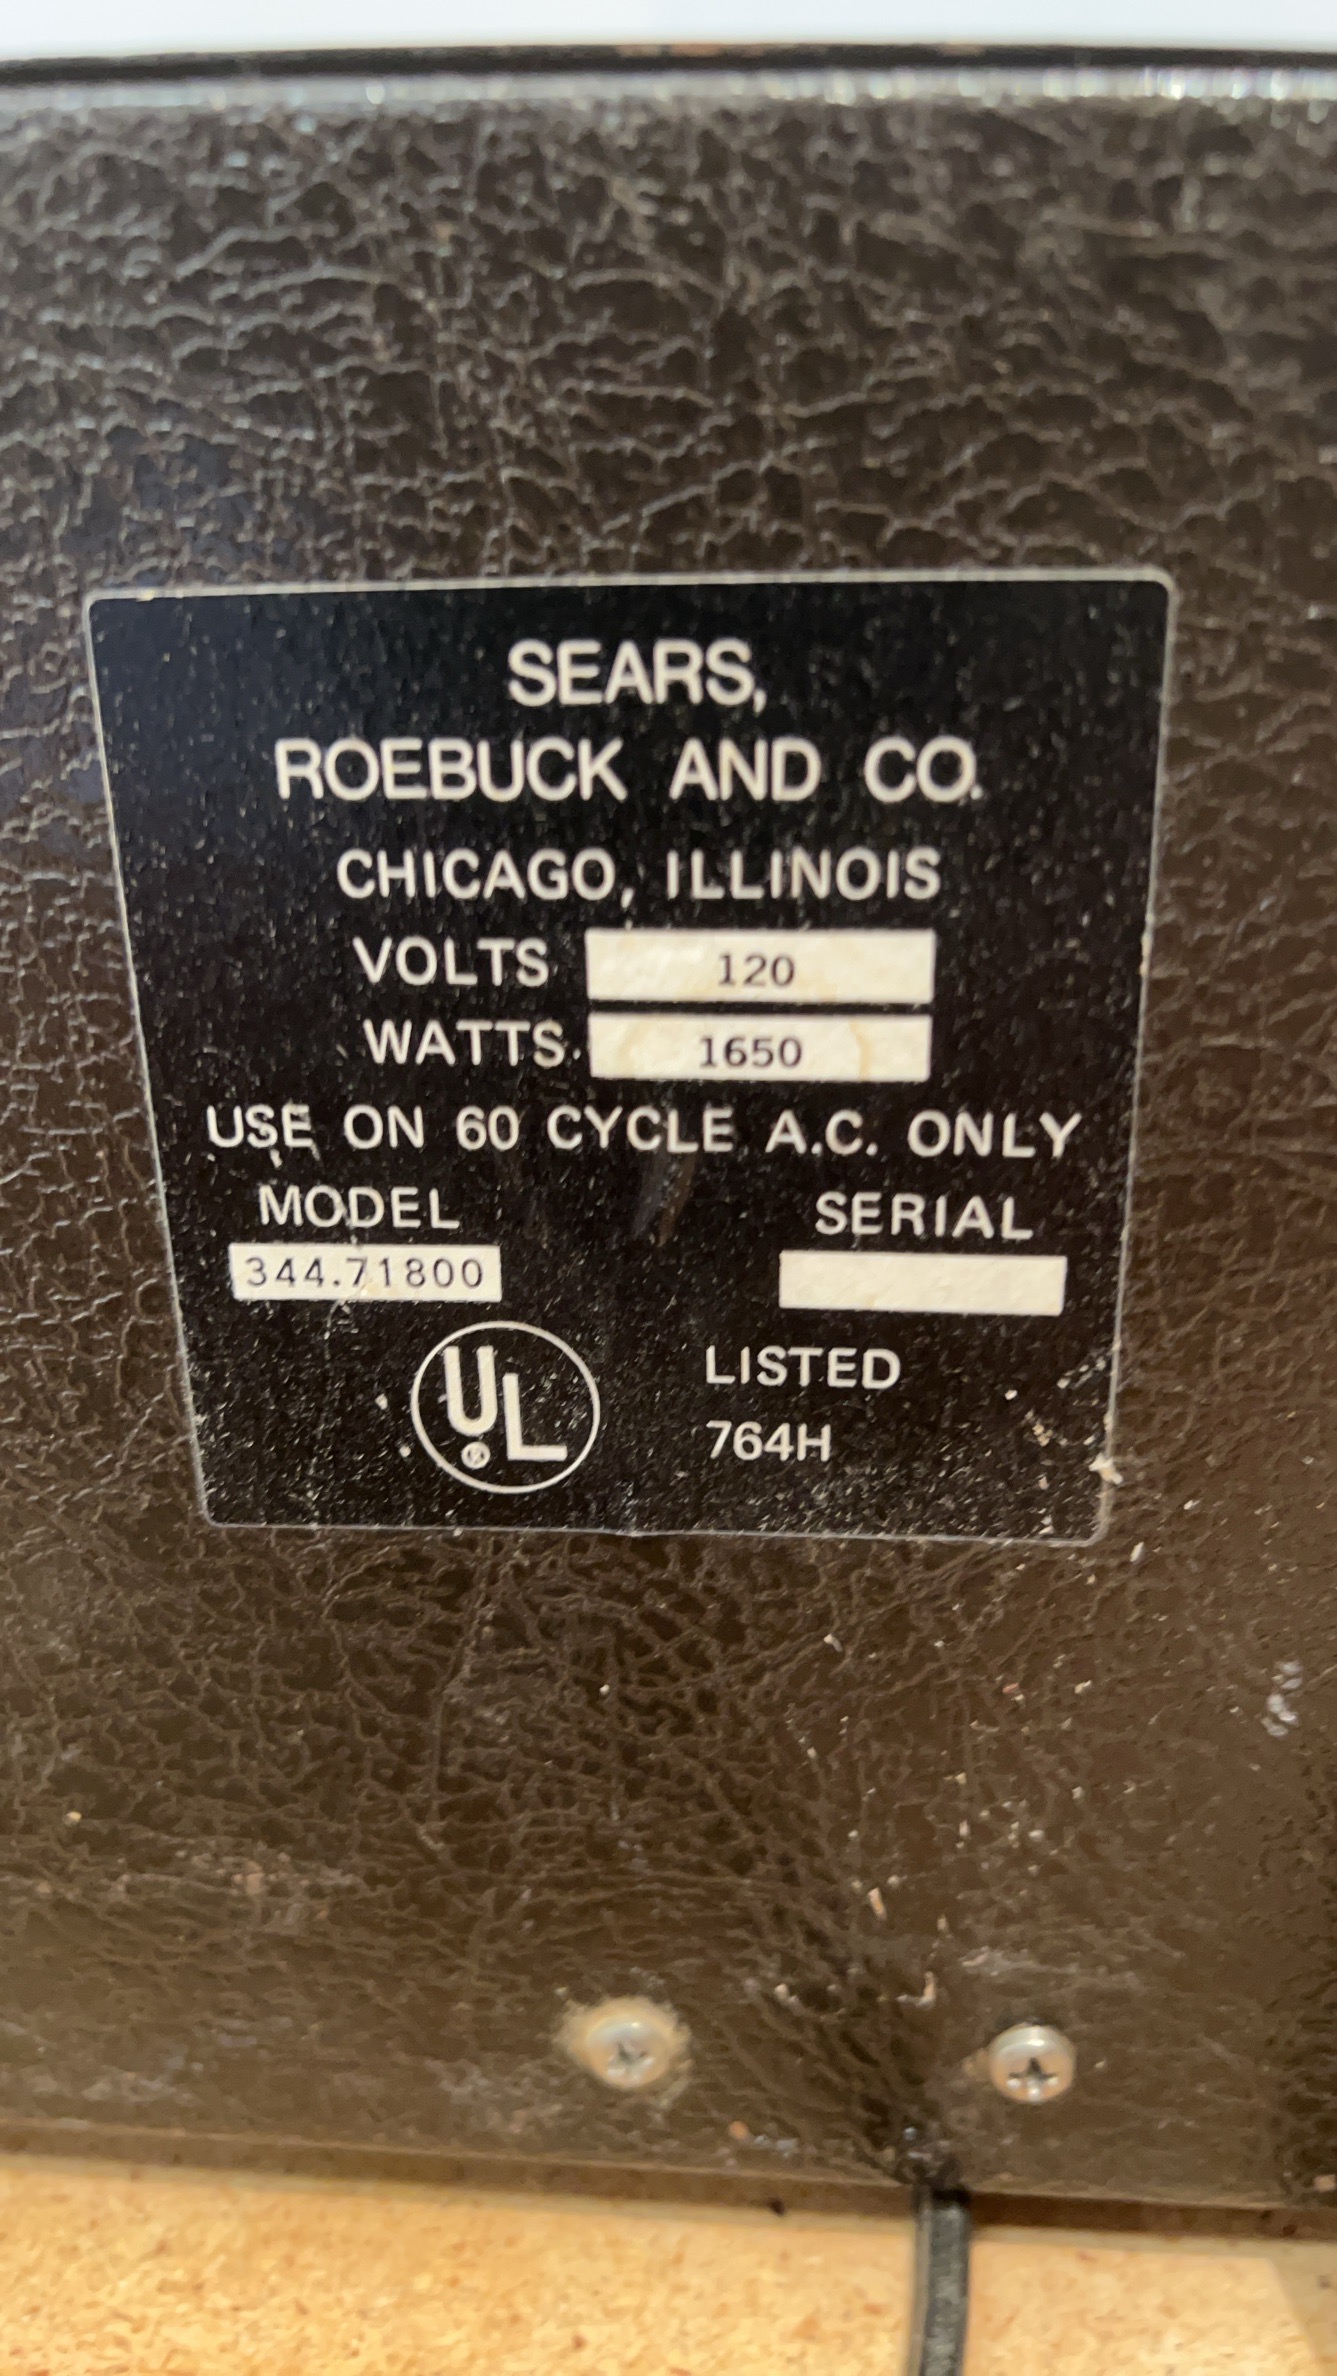 SEARS,
ROEBUCK AND CO.
CHICAGO, ILLINOIS
VOLTS 120
WATTS 1650
USE ON 60 CYCLE A.C. ONLY
MODEL SERIAL
344.71800
UL® LISTED
764H